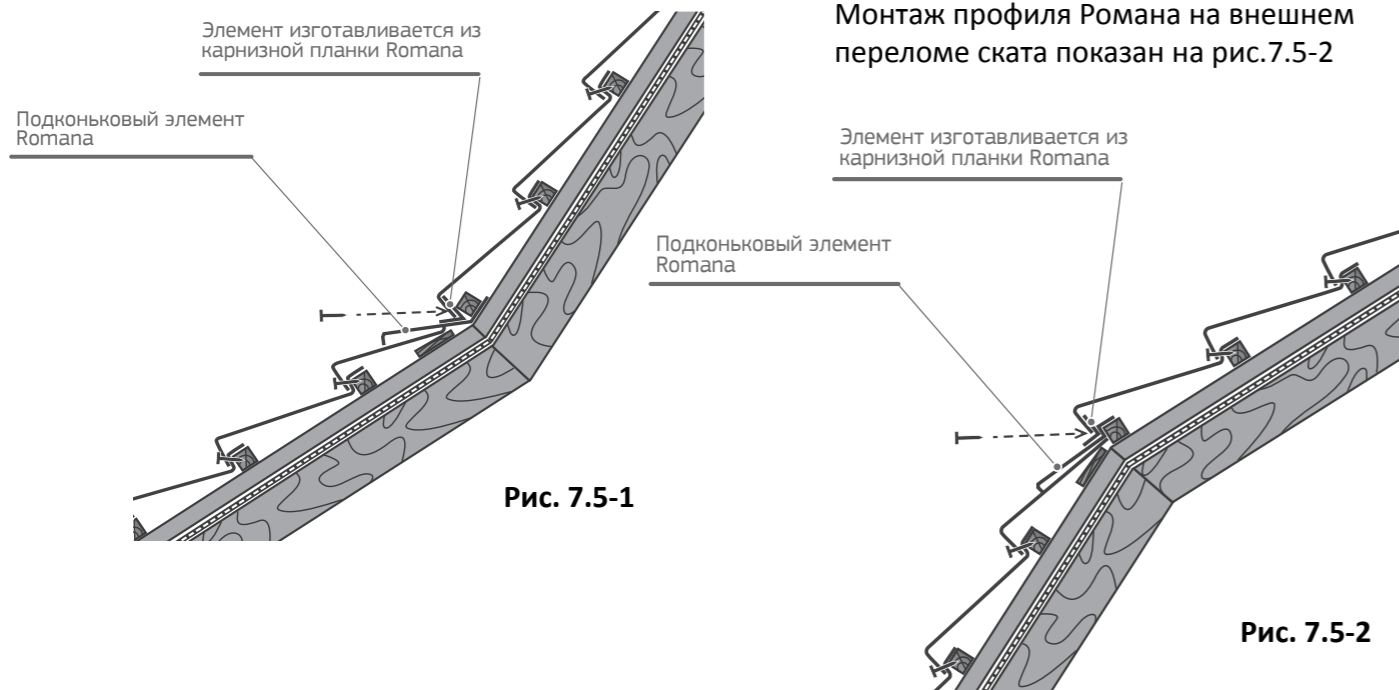 Элемент изготавливается из
карнизной планки Romana
Подконьковый элемент
Romana
Рис. 7.5-1
Монтаж профиля Романа на внешнем
переломе ската показан на рис.7.5-2
Элемент изготавливается из
карнизной планки Romana
Подконьковый элемент
Romana
Рис. 7.5-2